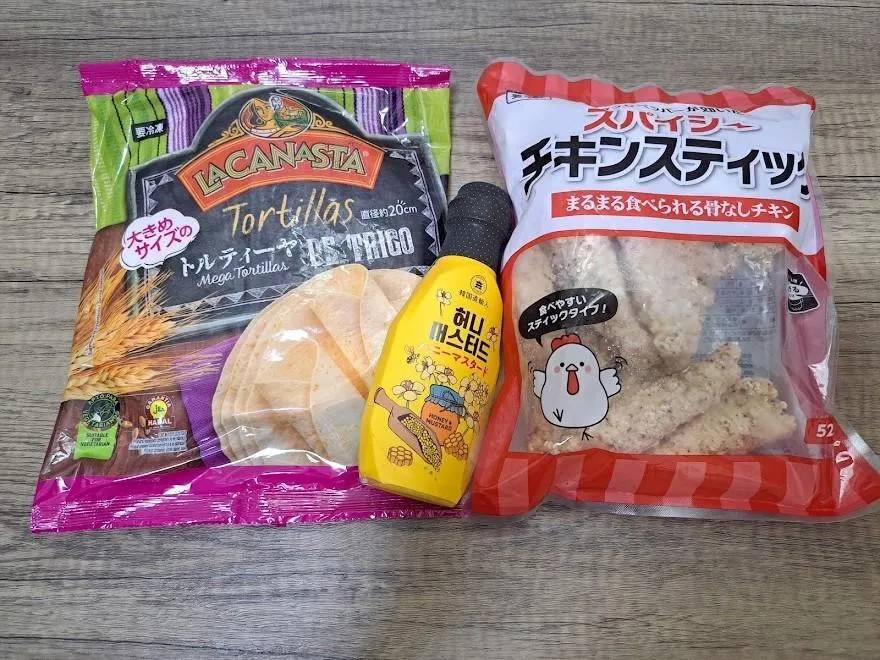 要冷凍
LA CANASTA
Tortillas
直径約20cm
大きめ
サイズの
トルティーヤ
DE TRIGO
Mega Tortillas
SUITABLE
FOR
VEGETARIAN
HALAL
韓国直輸入
허니
머스터드
ハニーマスタード
HONEY &
MUSTARD
スパイシー
チキンスティック
まるまる食べられる骨なしチキン
食べやすい
スティックタイプ!
52